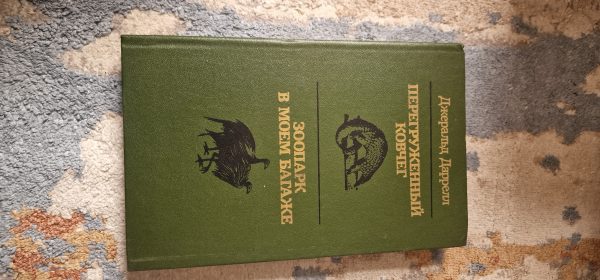 Джеральд Даррелл
ПЕРЕГРУЖЕННЫЙ
КОВЧЕГ
ЗООПАРК
В МОЕМ БАГАЖЕ